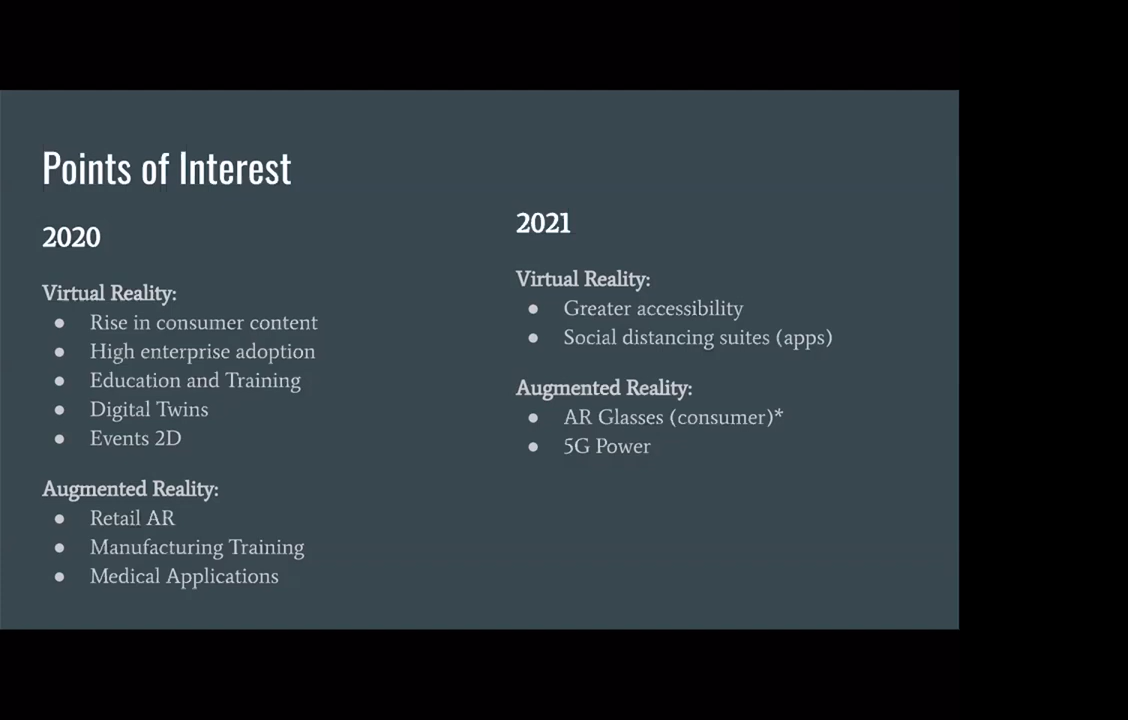 Points of Interest
2020
Virtual Reality:
● Rise in consumer content
● High enterprise adoption
● Education and Training
● Digital Twins
● Events 2D
Augmented Reality:
● Retail AR
● Manufacturing Training
● Medical Applications
2021
Virtual Reality:
● Greater accessibility
● Social distancing suites (apps)
Augmented Reality:
● AR Glasses (consumer)*
● 5G Power